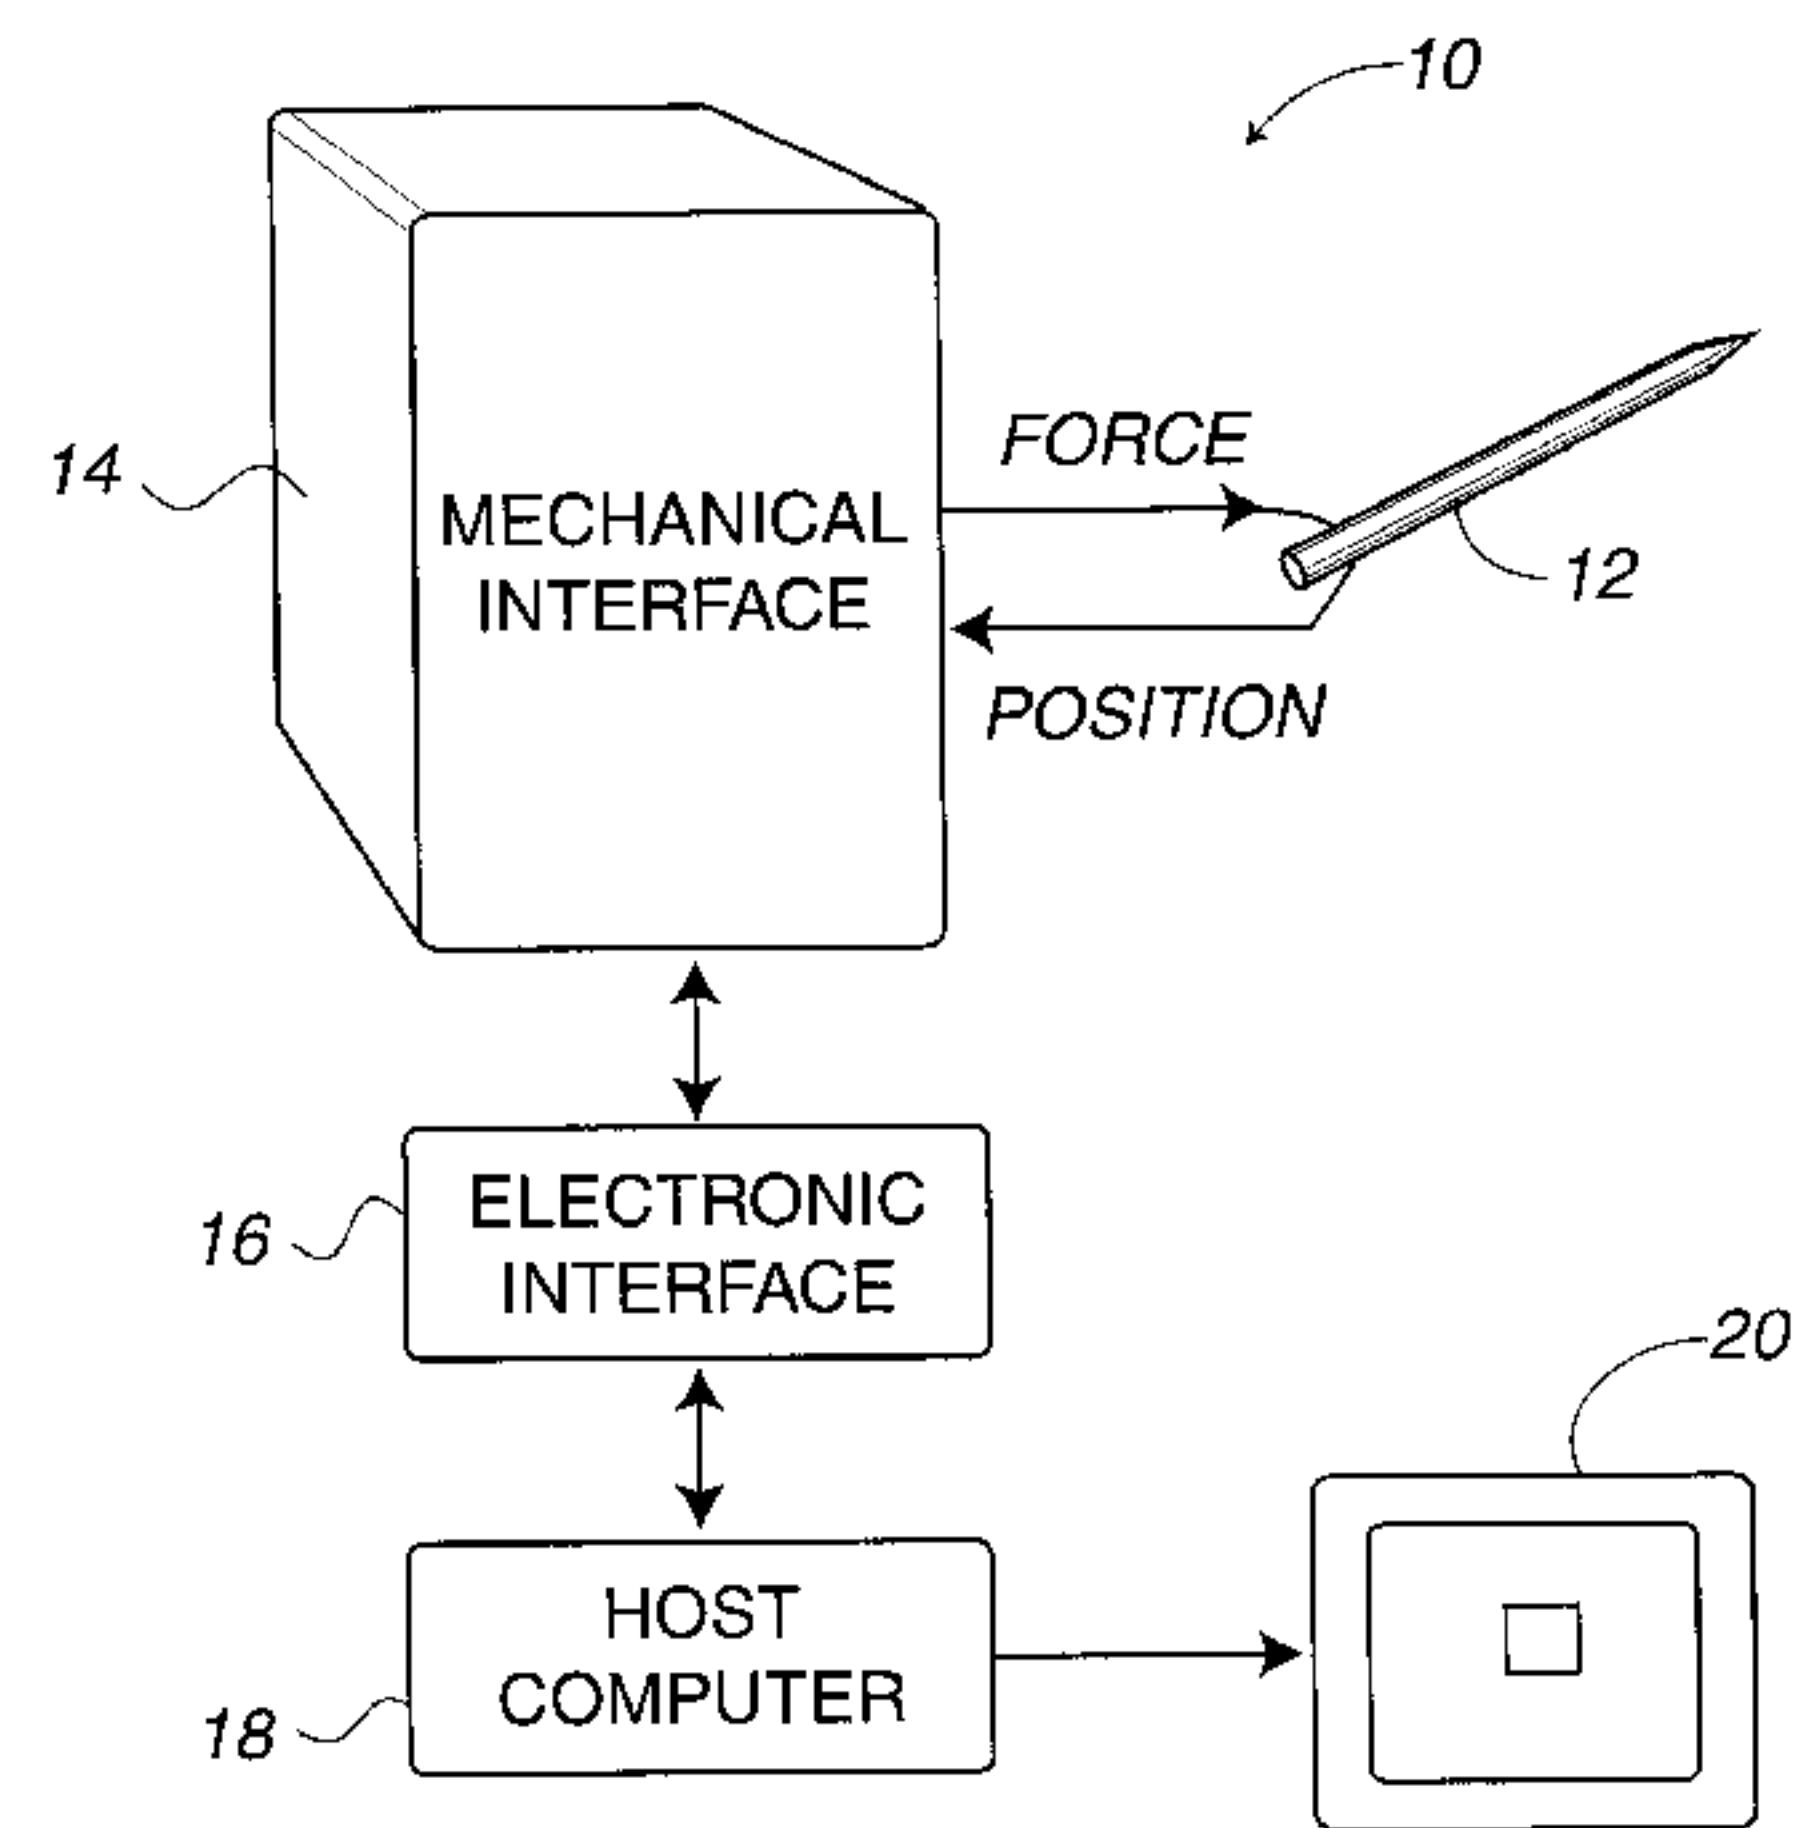 10
14
FORCE
MECHANICAL
INTERFACE
12
POSITION
16
ELECTRONIC
INTERFACE
20
HOST
COMPUTER
18